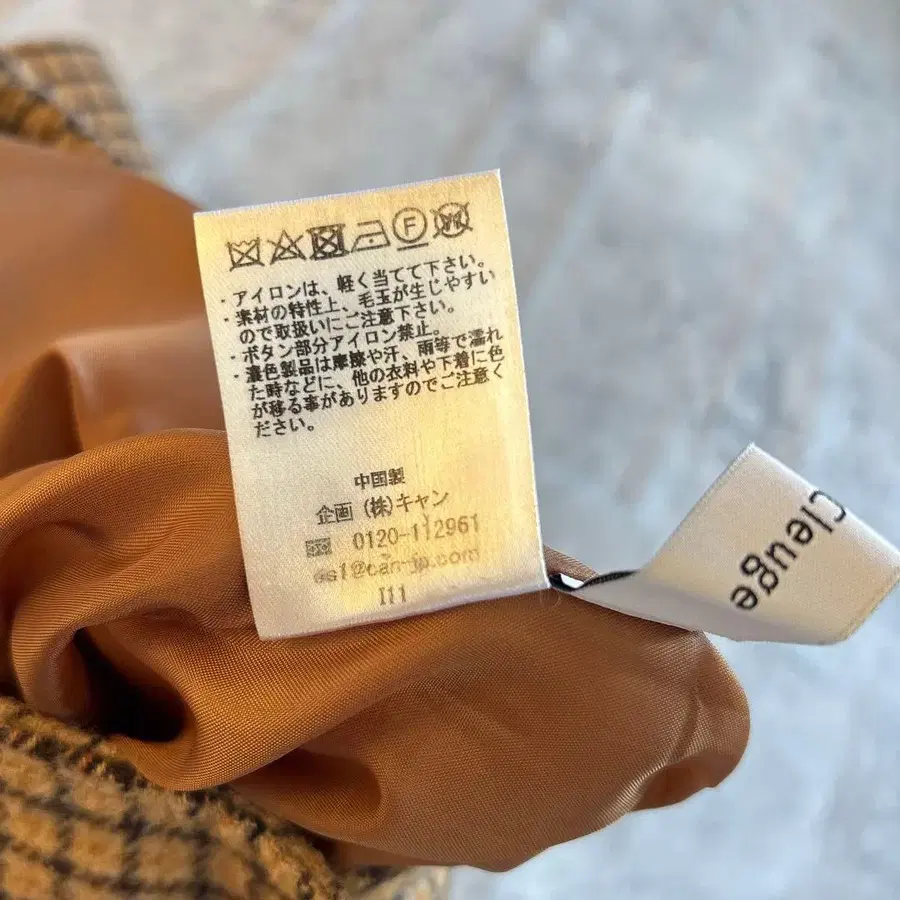 F
W
・アイロンは、軽く当てて下さい。
・素材の特性上、毛玉が生じやすい
ので取扱いにご注意下さい。
・ボタン部分アイロン禁止。
・濃色製品は摩擦や汗、雨等で濡れ
た時などに、他の衣料や下着に色
が移る事がありますのでご注意く
ださい。
中国製
企画 (株)キャン
0120-112961
cs1@can-jp.com
I11
Cleuge